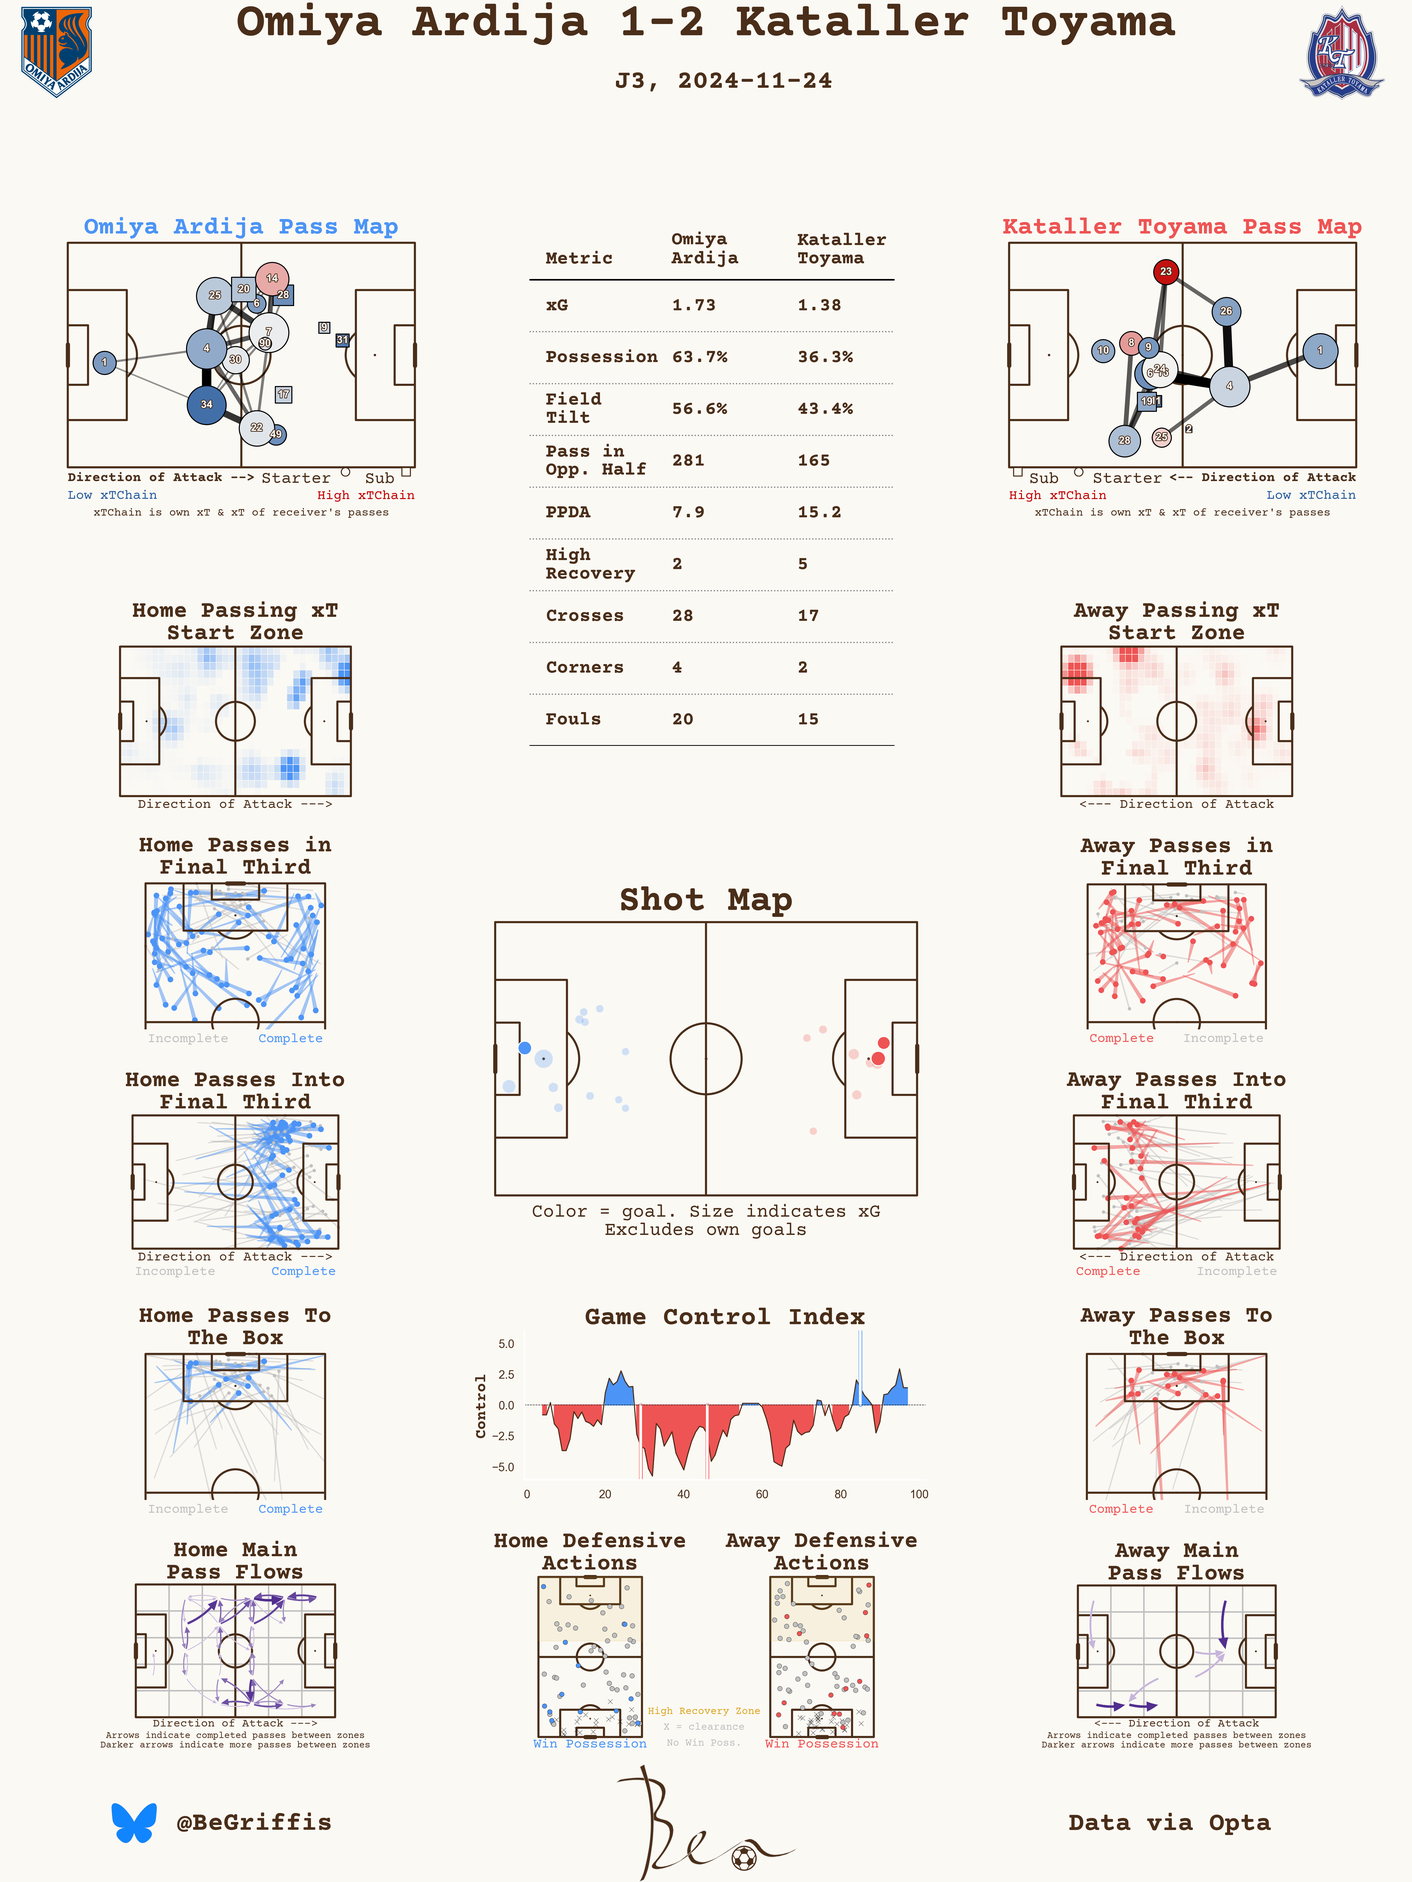 Omiya Ardija 1-2 Kataller Toyama
J3, 2024-11-24
OMIYA ARDIJA
KT
KATALLER TOYAMA
Omiya Ardija Pass Map
25
20
14
6
28
7
90
4
30
9
31
1
17
34
22
49
Direction of Attack --> Starter Sub
Low xTChain High xTChain
xTChain is own xT & xT of receiver's passes
Metric Omiya Ardija Kataller Toyama
xG 1.73 1.38
Possession 63.7% 36.3%
Field Tilt 56.6% 43.4%
Pass in Opp. Half 281 165
PPDA 7.9 15.2
High Recovery 2 5
Crosses 28 17
Corners 4 2
Fouls 20 15
Kataller Toyama Pass Map
23
26
8
9
10
1
24
6
4
19
2
25
28
Sub Starter <-- Direction of Attack
High xTChain Low xTChain
xTChain is own xT & xT of receiver's passes
Home Passing xT
Start Zone
Direction of Attack --->
Away Passing xT
Start Zone
<--- Direction of Attack
Home Passes in
Final Third
Incomplete Complete
Away Passes in
Final Third
Complete Incomplete
Shot Map
Color = goal. Size indicates xG
Excludes own goals
Home Passes Into
Final Third
Direction of Attack --->
Incomplete Complete
Away Passes Into
Final Third
<--- Direction of Attack
Complete Incomplete
Home Passes To
The Box
Incomplete Complete
Game Control Index
Control
5.0
2.5
0.0
−2.5
−5.0
0 20 40 60 80 100
Away Passes To
The Box
Complete Incomplete
Home Main
Pass Flows
Direction of Attack --->
Arrows indicate completed passes between zones
Darker arrows indicate more passes between zones
Home Defensive
Actions
Win Possession
High Recovery Zone
X = clearance
No Win Poss.
Away Defensive
Actions
Win Possession
Away Main
Pass Flows
<--- Direction of Attack
Arrows indicate completed passes between zones
Darker arrows indicate more passes between zones
@BeGriffis
Ben
Data via Opta